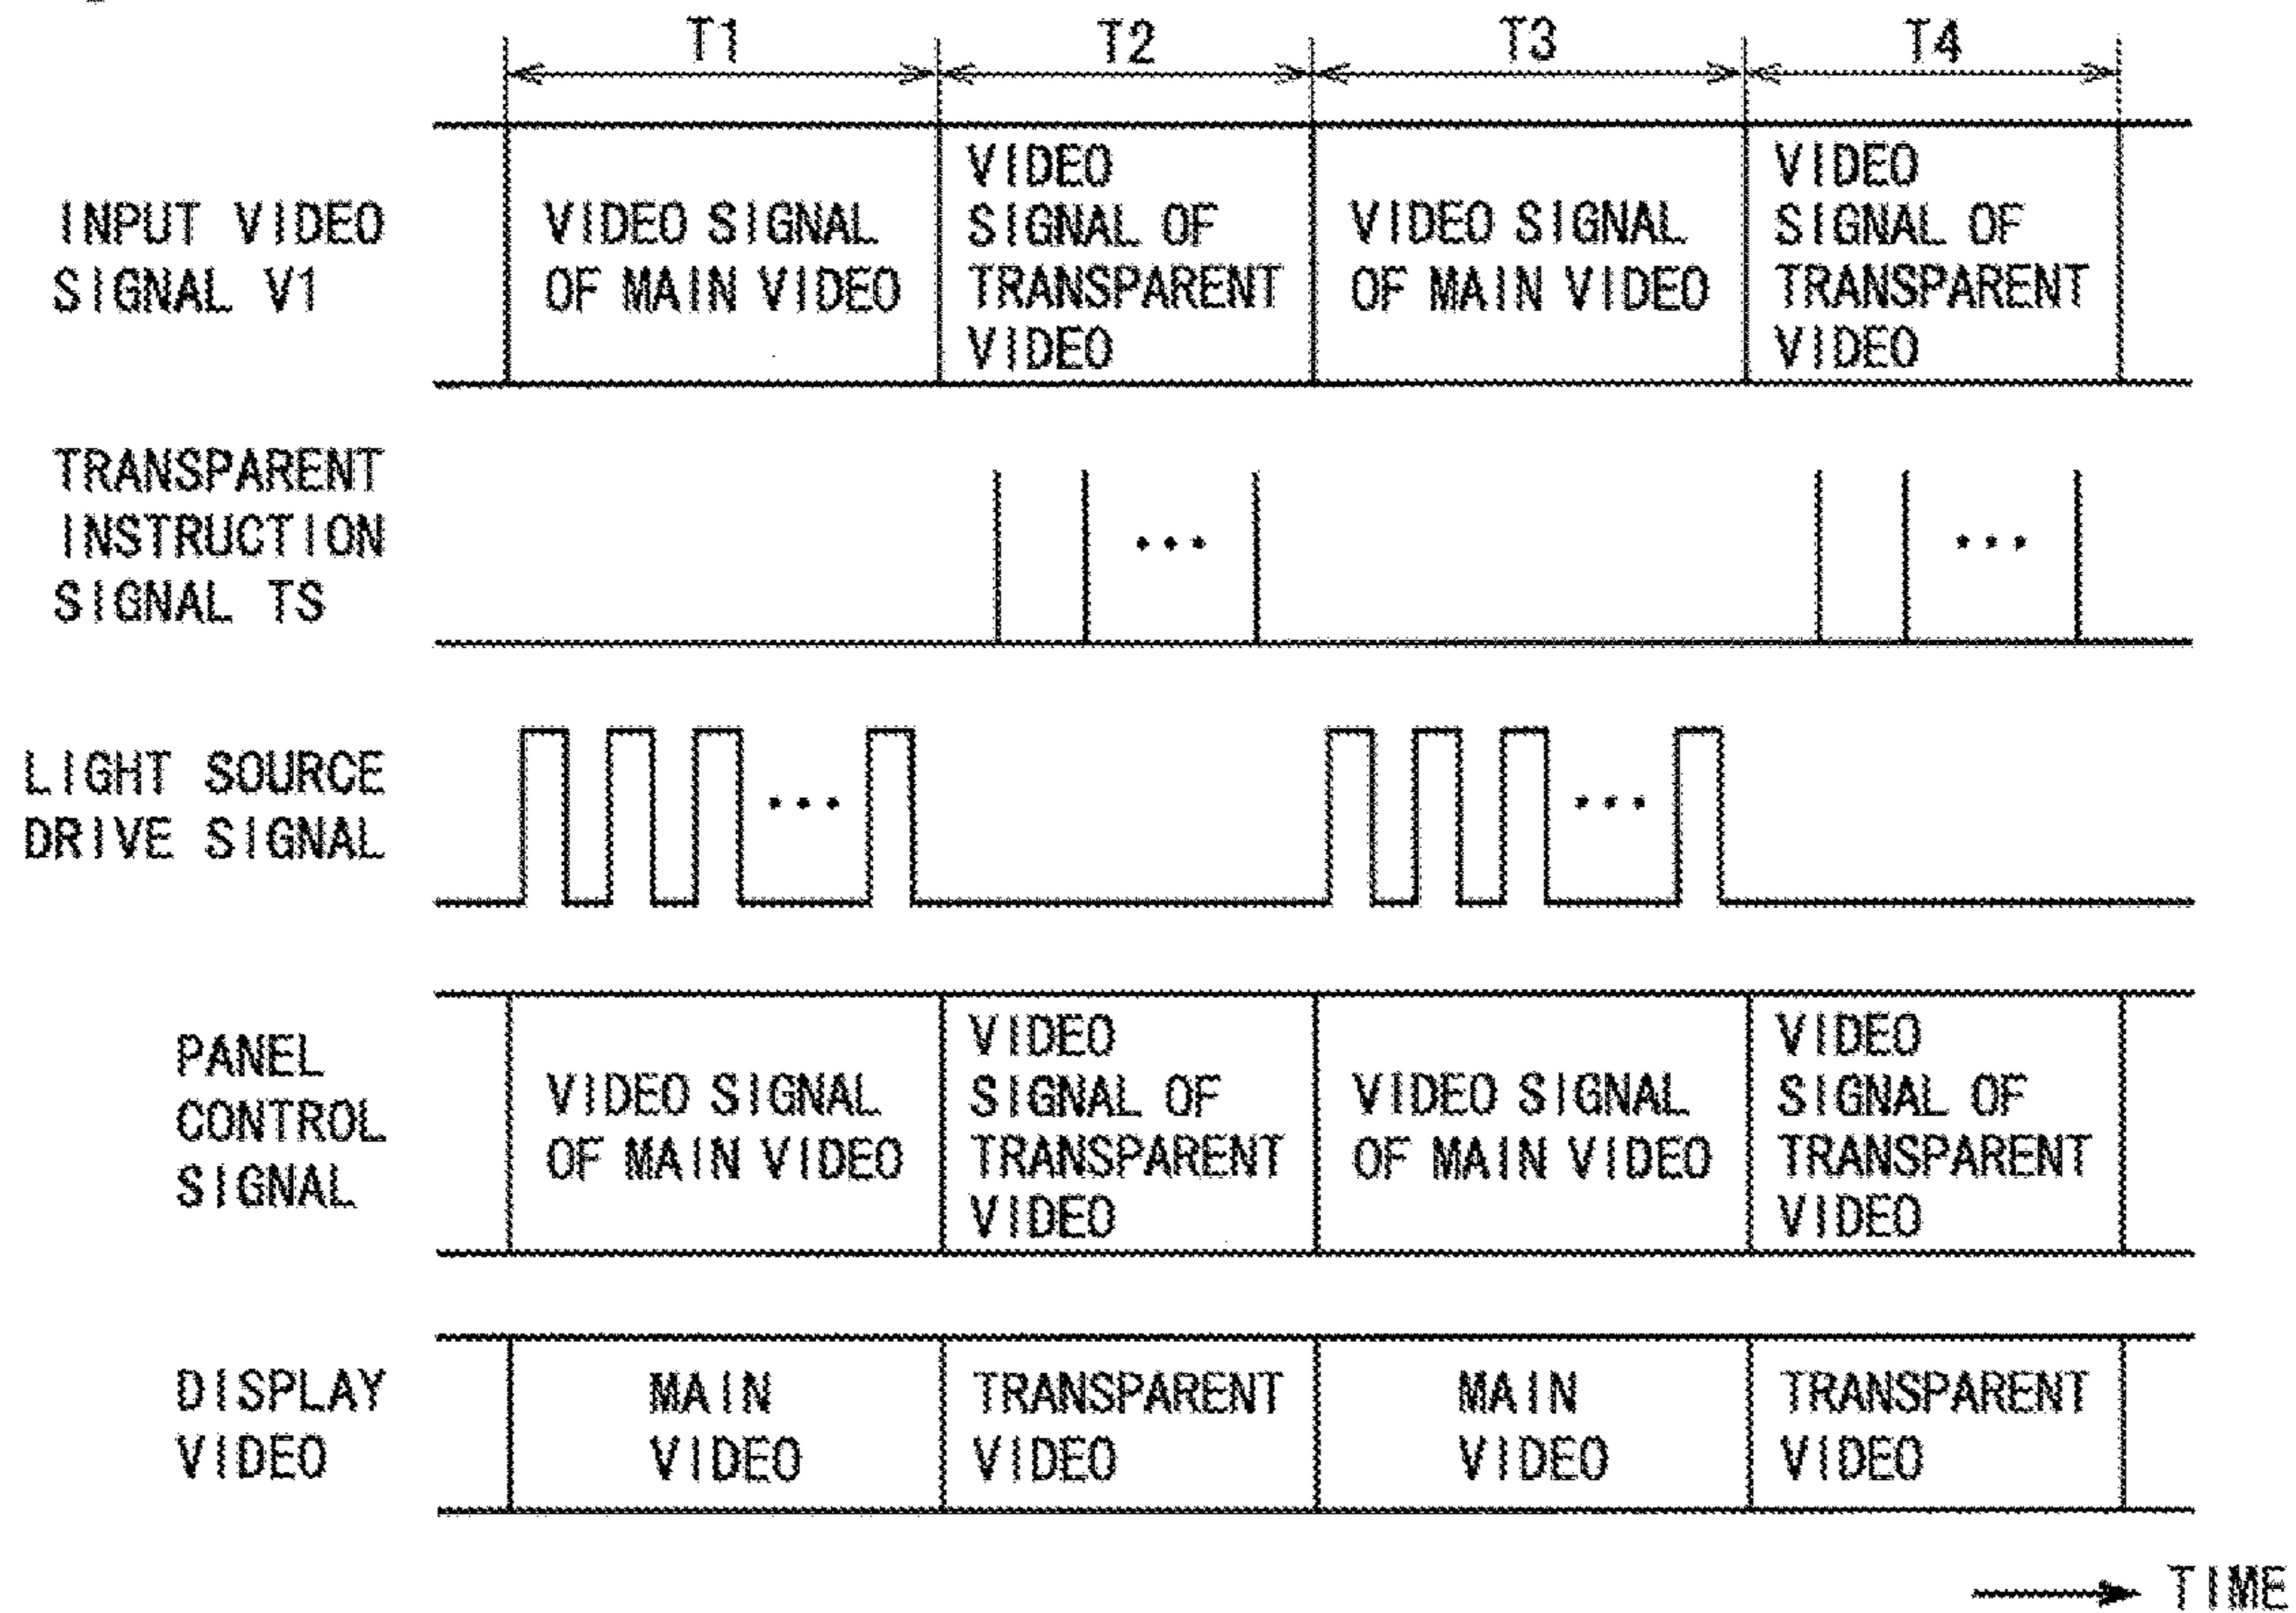 T1 T2 T3 T4
INPUT VIDEO
SIGNAL V1
VIDEO SIGNAL
OF MAIN VIDEO
VIDEO
SIGNAL OF
TRANSPARENT
VIDEO
VIDEO SIGNAL
OF MAIN VIDEO
VIDEO
SIGNAL OF
TRANSPARENT
VIDEO
TRANSPARENT
INSTRUCTION
SIGNAL TS
...
...
LIGHT SOURCE
DRIVE SIGNAL
...
...
PANEL
CONTROL
SIGNAL
VIDEO SIGNAL
OF MAIN VIDEO
VIDEO
SIGNAL OF
TRANSPARENT
VIDEO
VIDEO SIGNAL
OF MAIN VIDEO
VIDEO
SIGNAL OF
TRANSPARENT
VIDEO
DISPLAY
VIDEO
MAIN
VIDEO
TRANSPARENT
VIDEO
MAIN
VIDEO
TRANSPARENT
VIDEO
TIME